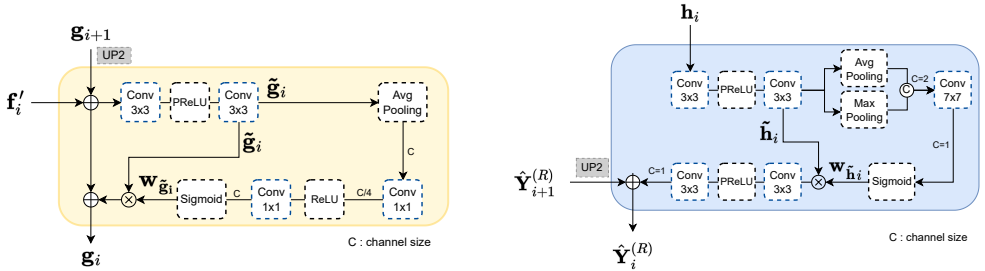 g_{i+1}
UP2
f_i'
Conv
3x3
PReLU
Conv
3x3
g̃_i
Avg
Pooling
g̃_i
C
w_{g̃_i}
Sigmoid
C
Conv
1x1
ReLU
C/4
Conv
1x1
g_i
C : channel size
h_i
Conv
3x3
PReLU
Conv
3x3
Avg
Pooling
Max
Pooling
C=2
C
Conv
7x7
h̃_i
C=1
Ŷ_{i+1}^{(R)}
UP2
C=1
Conv
3x3
PReLU
Conv
3x3
w_{h̃_i}
Sigmoid
Ŷ_i^{(R)}
C : channel size